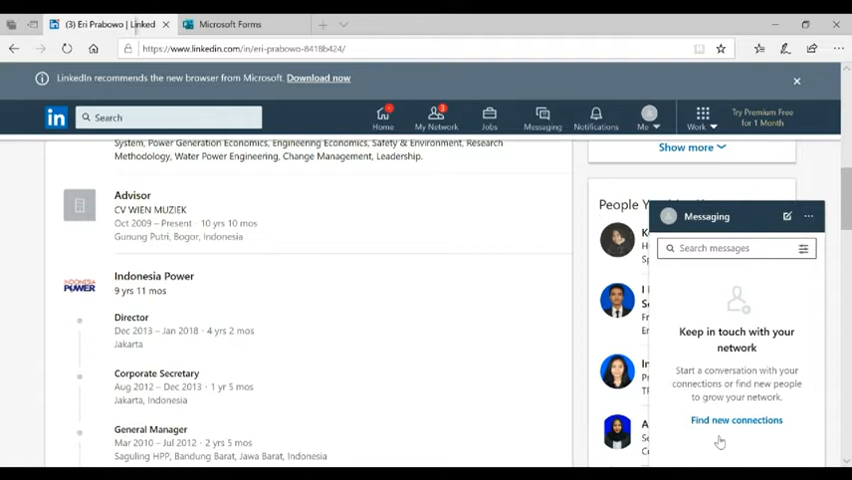 (3) Eri Prabowo | Linked
Microsoft Forms
https://www.linkedin.com/in/eri-prabowo-8418b424/
LinkedIn recommends the new browser from Microsoft. Download now
in
Search
Home
3
My Network
Jobs
Messaging
Notifications
Me
Work
Try Premium Free
for 1 Month
System, Power Generation Economics, Engineering Economics, Safety & Environment, Research
Methodology, Water Power Engineering, Change Management, Leadership.
Advisor
CV WIEN MUZIEK
Oct 2009 – Present · 10 yrs 10 mos
Gunung Putri, Bogor, Indonesia
INDONESIA
POWER
Indonesia Power
9 yrs 11 mos
Director
Dec 2013 – Jan 2018 · 4 yrs 2 mos
Jakarta
Corporate Secretary
Aug 2012 – Dec 2013 · 1 yr 5 mos
Jakarta, Indonesia
General Manager
Mar 2010 – Jul 2012 · 2 yrs 5 mos
Saguling HPP, Bandung Barat, Jawa Barat, Indonesia
Show more
People Y
Messaging
Search messages
Keep in touch with your
network
Start a conversation with your
connections or find new people
to grow your network.
Find new connections